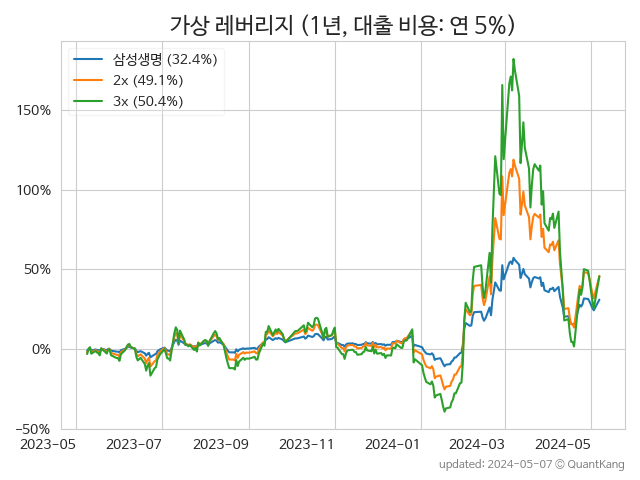 가상 레버리지 (1년, 대출 비용: 연 5%)
삼성생명 (32.4%)
2x (49.1%)
3x (50.4%)
150%
100%
50%
0%
−50%
2023-05 2023-07 2023-09 2023-11 2024-01 2024-03 2024-05
updated: 2024-05-07 © QuantKang